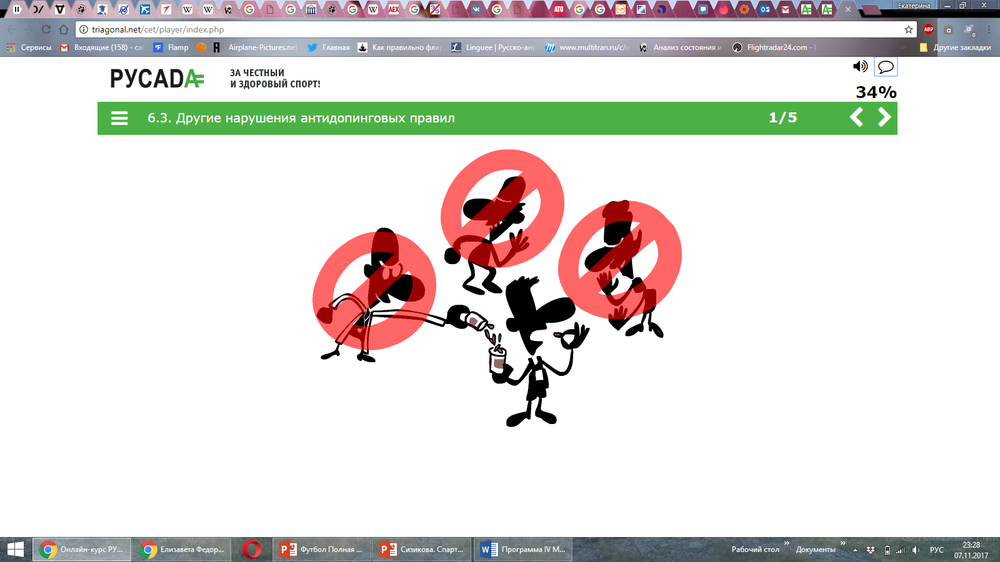 Екатерина
triagonal.net/cet/player/index.php
ABP
Сервисы
Входящие (158) - cat
Flamp
Airplane-Pictures.net
Главная
Как правильно флир
Linguee | Русско-анг
www.multitran.ru/c/m
Анализ состояния и
Flightradar24.com - L
Другие закладки
РУСАДА
ЗА ЧЕСТНЫЙ
И ЗДОРОВЫЙ СПОРТ!
34%
6.3. Другие нарушения антидопинговых правил
1/5
Онлайн-курс РУ...
Елизавета Федор...
Футбол Полная ...
Сизикова. Спарт...
Программа IV М...
Рабочий стол
Документы
РУС
23:28
07.11.2017